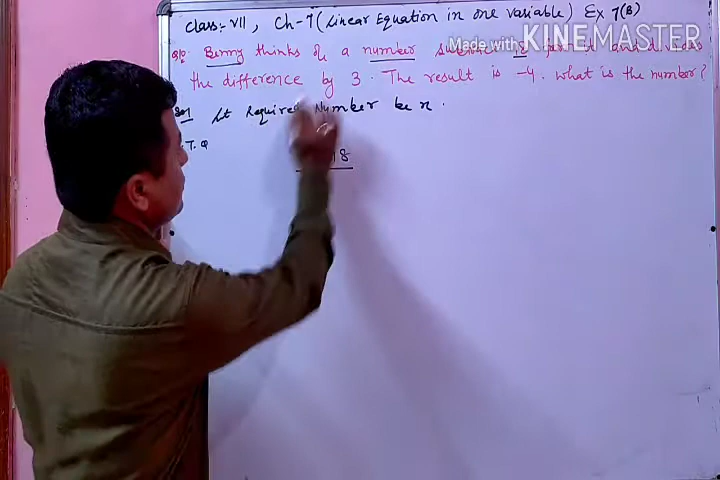 Class:- VII, Ch-7 (Linear Equation in one variable) Ex 7(B)
Benny thinks of a number
Made with KINEMASTER
the difference by 3. The result is -4. What is the number?
Sol Let Required Number be x.
T.Q
8